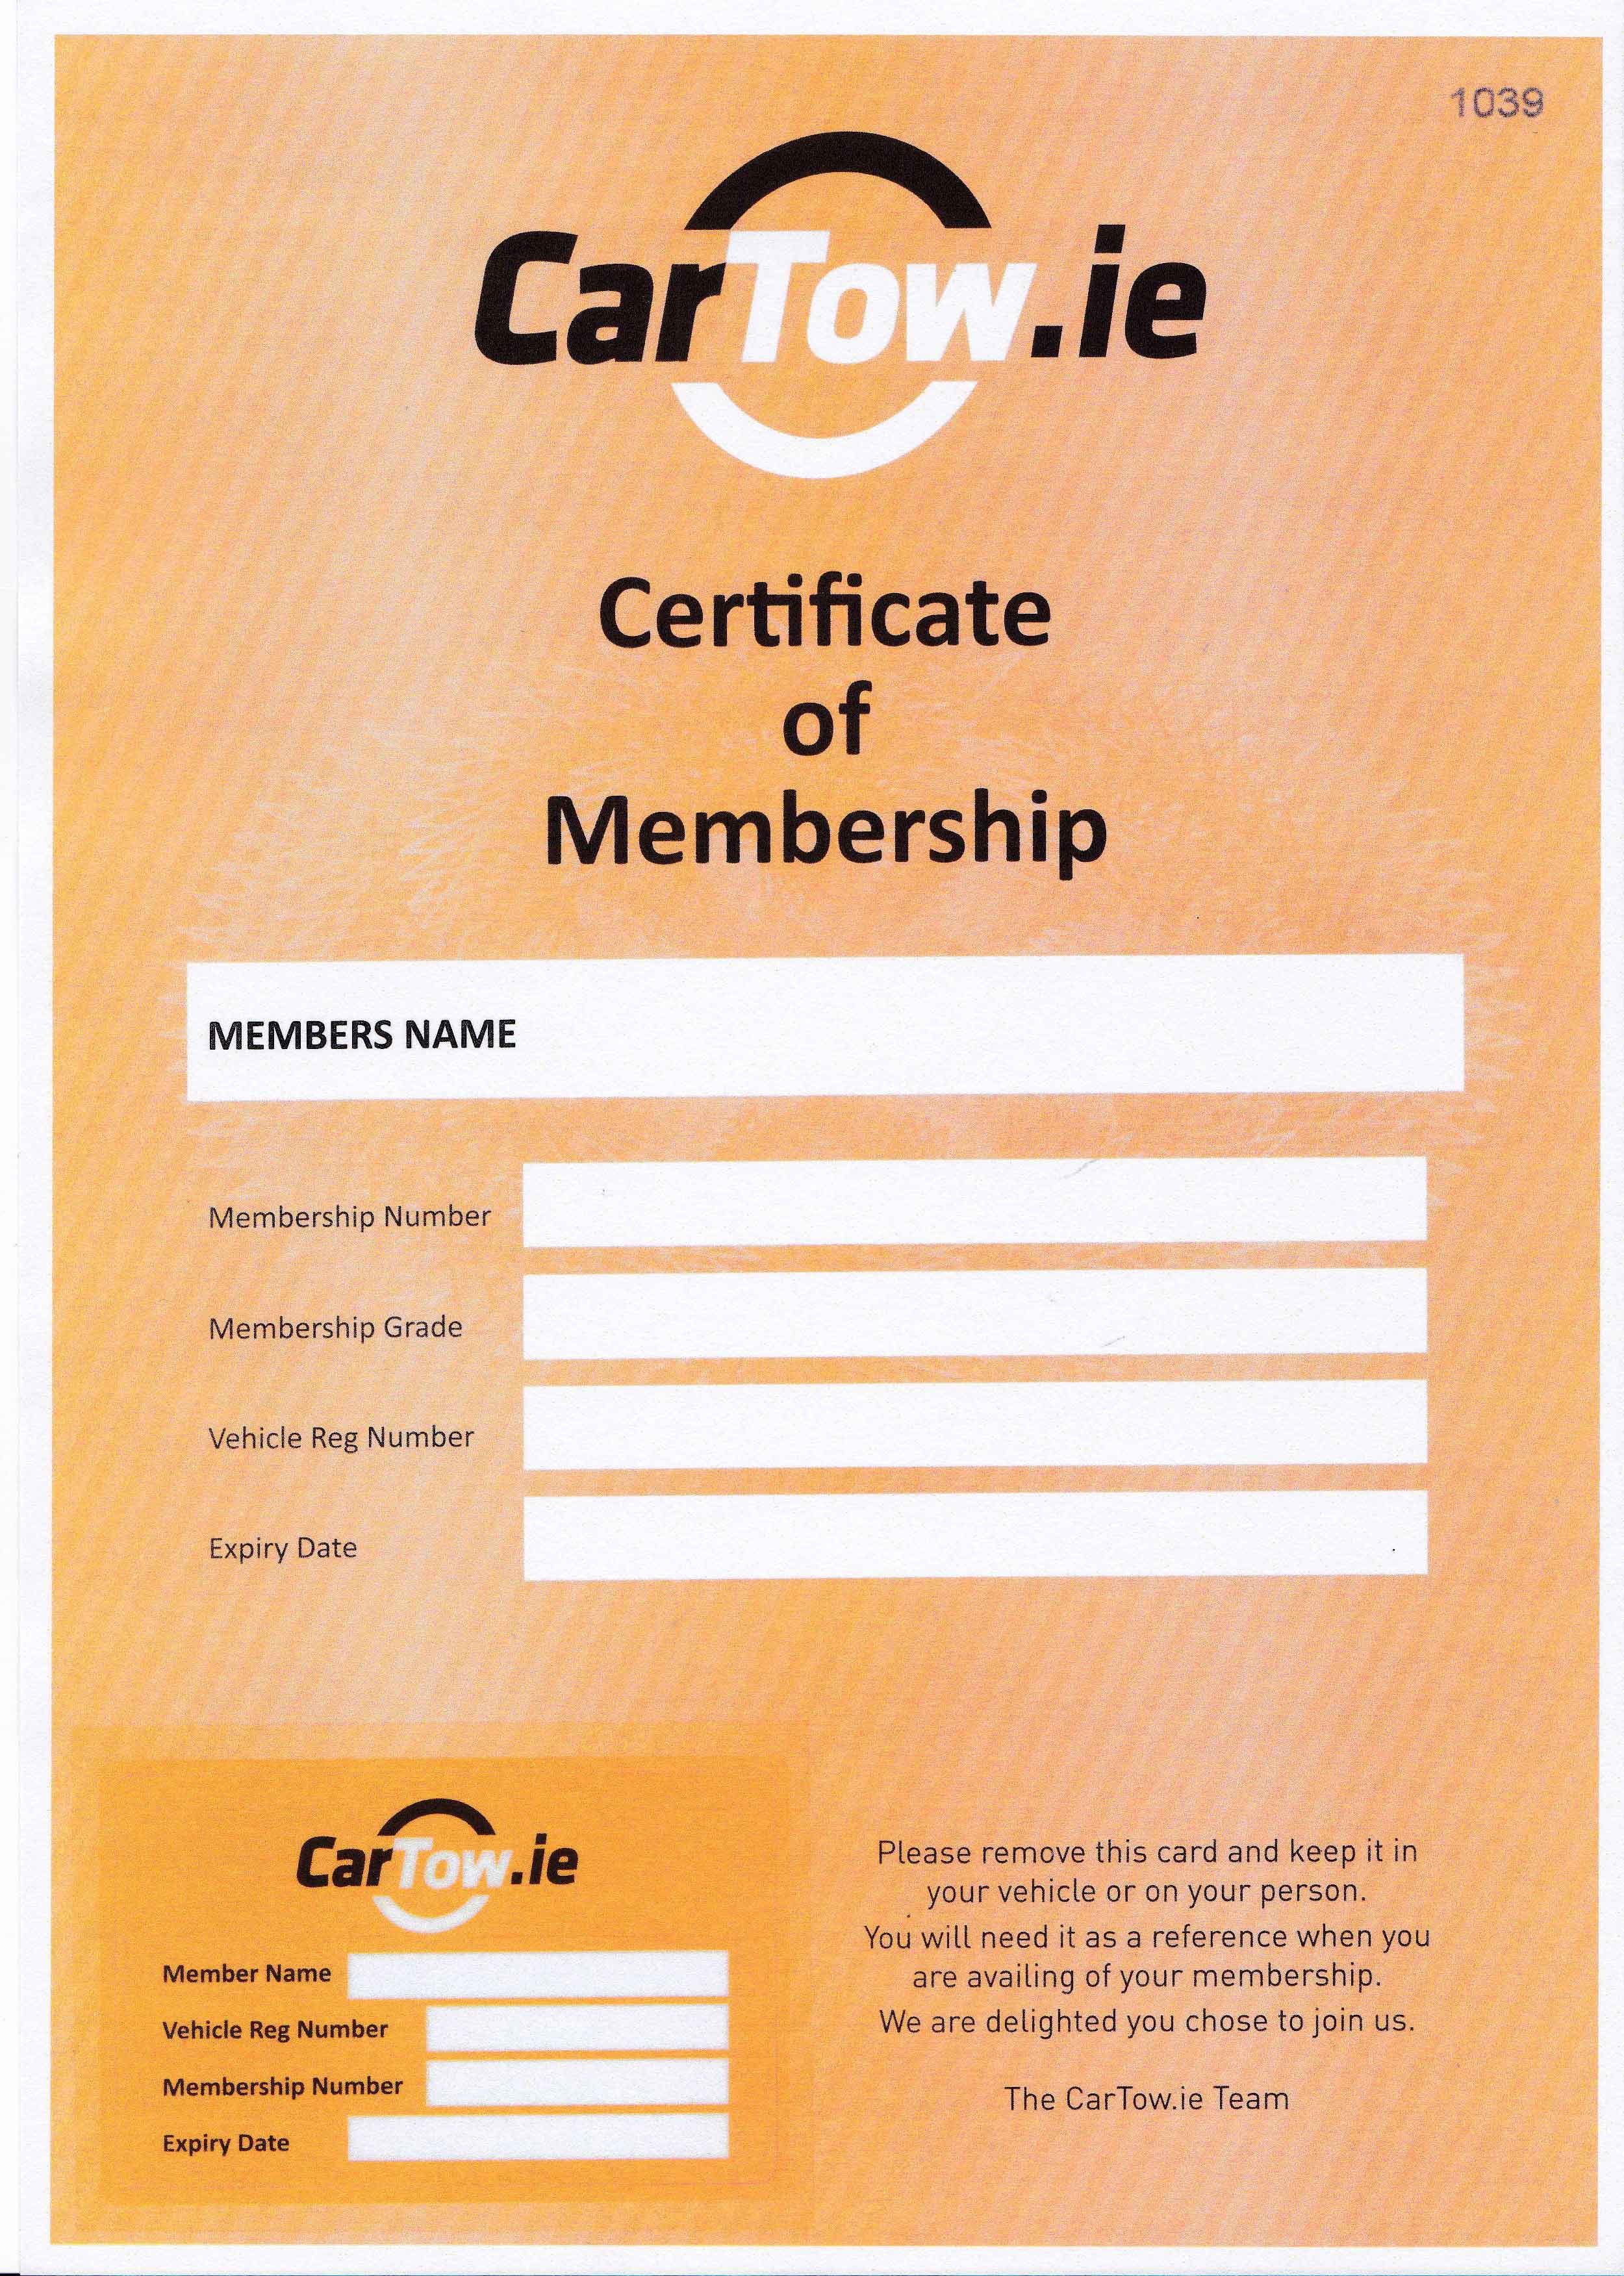 1039
CarTow.ie
Certificate
of
Membership
MEMBERS NAME
Membership Number
Membership Grade
Vehicle Reg Number
Expiry Date
CarTow.ie
Member Name
Vehicle Reg Number
Membership Number
Expiry Date
Please remove this card and keep it in
your vehicle or on your person.
You will need it as a reference when you
are availing of your membership.
We are delighted you chose to join us.
The CarTow.ie Team